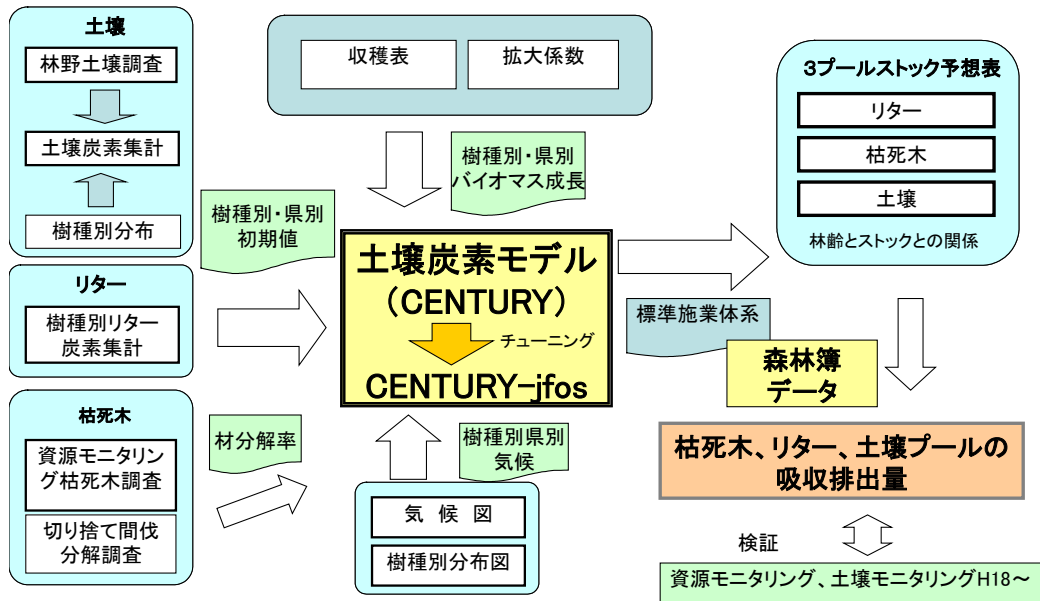 土壌
林野土壌調査
土壌炭素集計
樹種別分布
リター
樹種別リター
炭素集計
枯死木
資源モニタリン
グ枯死木調査
切り捨て間伐
分解調査
収穫表
拡大係数
樹種別・県別
バイオマス成長
樹種別・県別
初期値
土壌炭素モデル
（CENTURY）
チューニング
CENTURY-jfos
材分解率
樹種別県別
気候
気 候 図
樹種別分布図
3プールストック予想表
リター
枯死木
土壌
林齢とストックとの関係
標準施業体系
森林簿
データ
枯死木、リター、土壌プールの
吸収排出量
検証
資源モニタリング、土壌モニタリングH18～